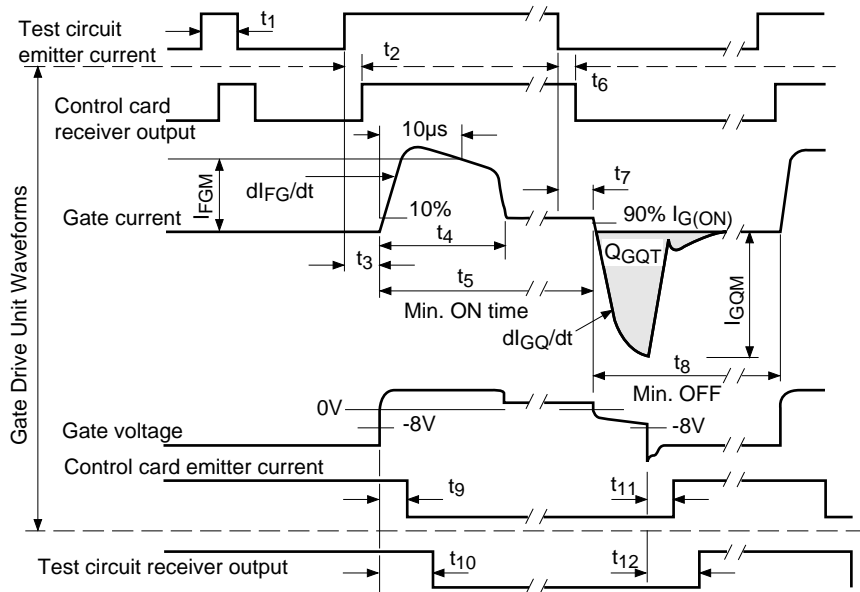 Test circuit
emitter current
t1
t2
t6
Control card
receiver output
10µs
t7
IFGM
dIFG/dt
90% IG(ON)
Gate current
10%
QGQT
t4
t3
t5
IGQM
Min. ON time
dIGQ/dt
t8
Min. OFF
0V
-8V
-8V
Gate voltage
Control card emitter current
t9
t11
Test circuit receiver output
t10
t12
Gate Drive Unit Waveforms